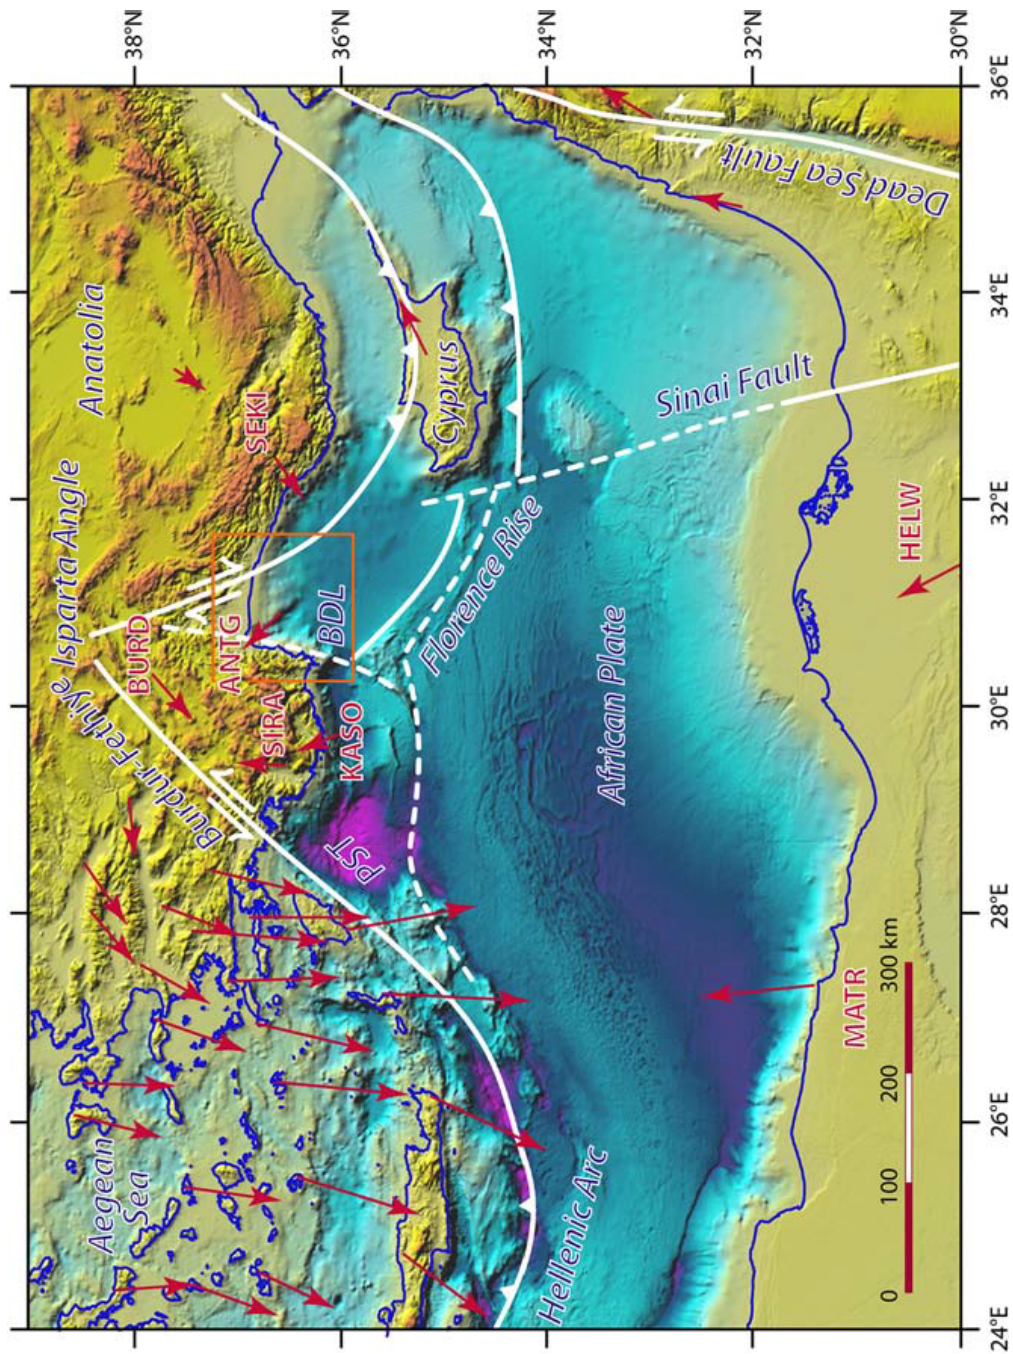 38°N
36°N
34°N
32°N
30°N
24°E
26°E
28°E
30°E
32°E
34°E
36°E
Aegean
Sea
Burdur-Fethiye
Isparta Angle
Anatolia
BURD
ANTG
SEKI
SIRA
KASO
BDL
PST
Cyprus
Florence Rise
Hellenic Arc
African Plate
Sinai Fault
Dead Sea Fault
MATR
HELW
0
100
200
300 km